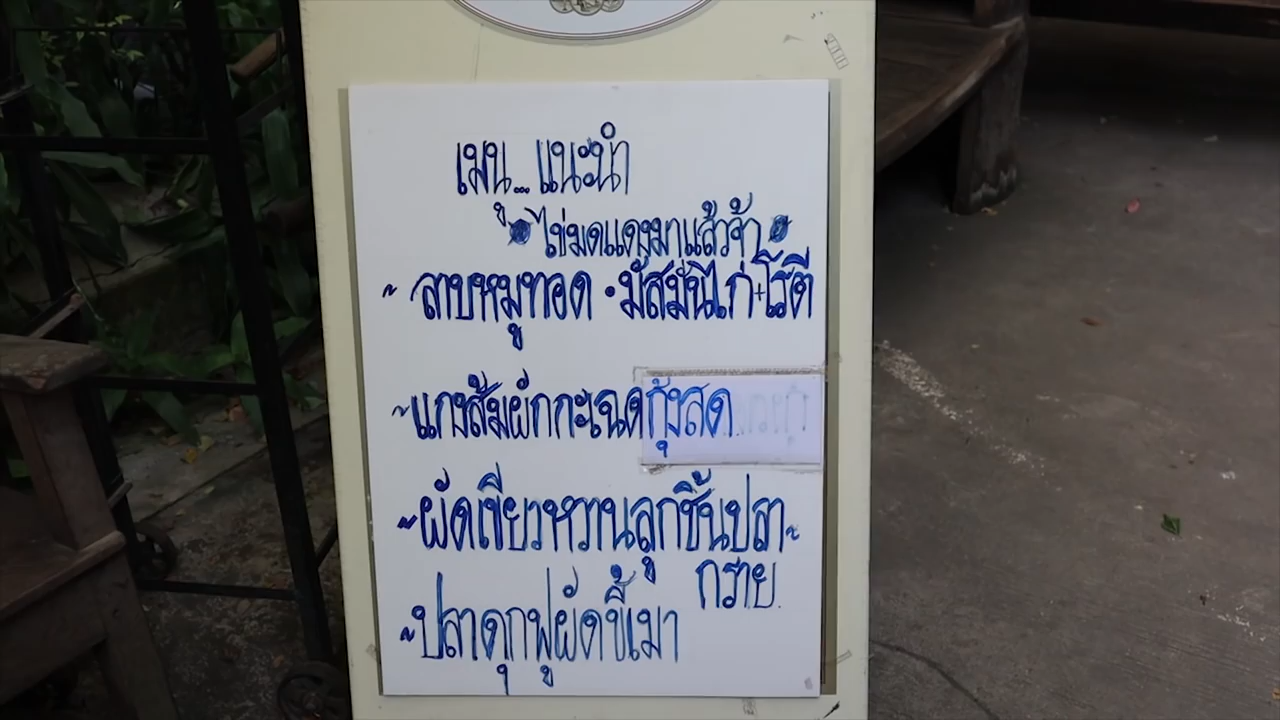 เมนู...แนะนำ
ไข่มดแดงมาแล้วจ้า
~ ลาบหมูทอด • มัสมั่นไก่+โรตี
~ แกงส้มผักกะเฉดกุ้งสด
~ ผัดเขียวหวานลูกชิ้นปลา~
กราย
~ ปลาดุกฟูผัดขี้เมา